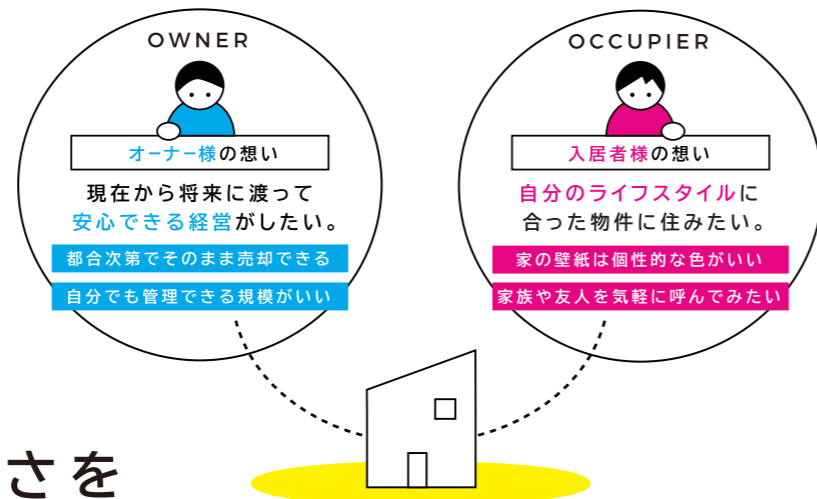 OWNER
オーナー様の想い
現在から将来に渡って
安心できる経営がしたい。
都合次第でそのまま売却できる
自分でも管理できる規模がいい
OCCUPIER
入居者様の想い
自分のライフスタイルに
合った物件に住みたい。
家の壁紙は個性的な色がいい
家族や友人を気軽に呼んでみたい
さを